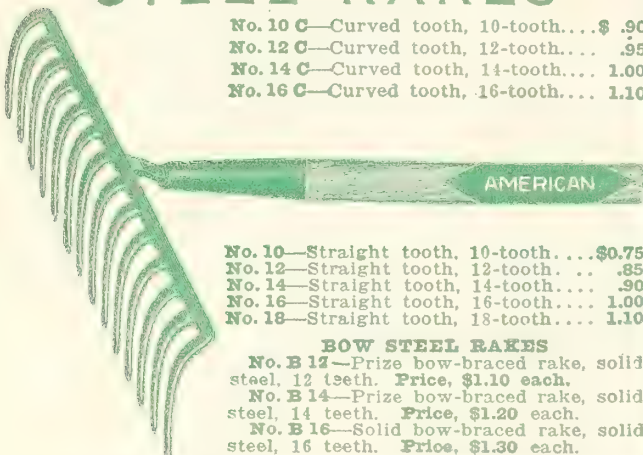 STEEL RAKES
No. 10 C—Curved tooth, 10-tooth....$ .90
No. 12 C—Curved tooth, 12-tooth.... .95
No. 14 C—Curved tooth, 14-tooth.... 1.00
No. 16 C—Curved tooth, 16-tooth.... 1.10
AMERICAN
No. 10—Straight tooth, 10-tooth....$0.75
No. 12—Straight tooth, 12-tooth. . . .85
No. 14—Straight tooth, 14-tooth.... .90
No. 16—Straight tooth, 16-tooth.... 1.00
No. 18—Straight tooth, 18-tooth.... 1.10
BOW STEEL RAKES
No. B 12—Prize bow-braced rake, solid
steel, 12 teeth. Price, $1.10 each.
No. B 14—Prize bow-braced rake, solid
steel, 14 teeth. Price, $1.20 each.
No. B 16—Solid bow-braced rake, solid
steel, 16 teeth. Price, $1.30 each.